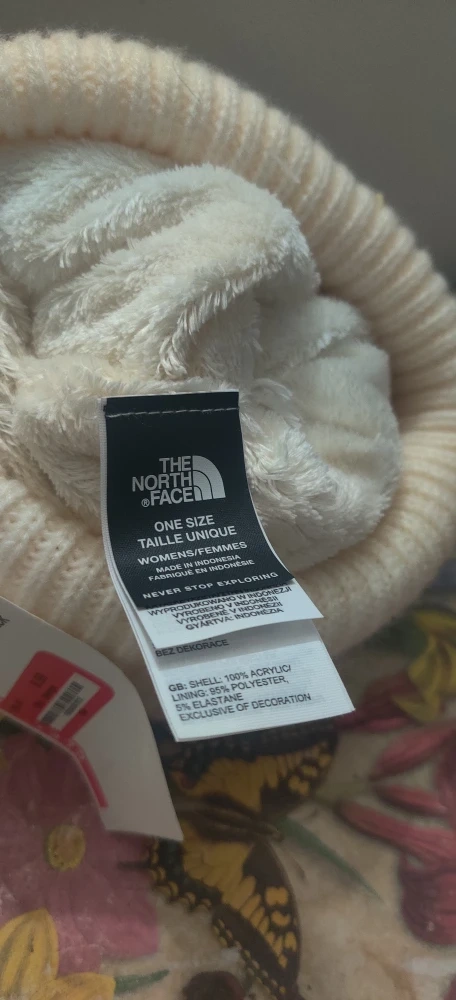 THE
NORTH
FACE
®
ONE SIZE
TAILLE UNIQUE
WOMENS/FEMMES
MADE IN INDONESIA
FABRIQUÉ EN INDONÉSIE
NEVER STOP EXPLORING
WYPRODUKOWANO W INDONEZJI
VYROBENO V INDONÉSII
VYROBENÉ V INDONÉZII
GYÁRTVA: INDONÉZIA
BEZ DEKORACE
GB: SHELL: 100% ACRYLIC/
LINING: 95% POLYESTER,
5% ELASTANE
EXCLUSIVE OF DECORATION